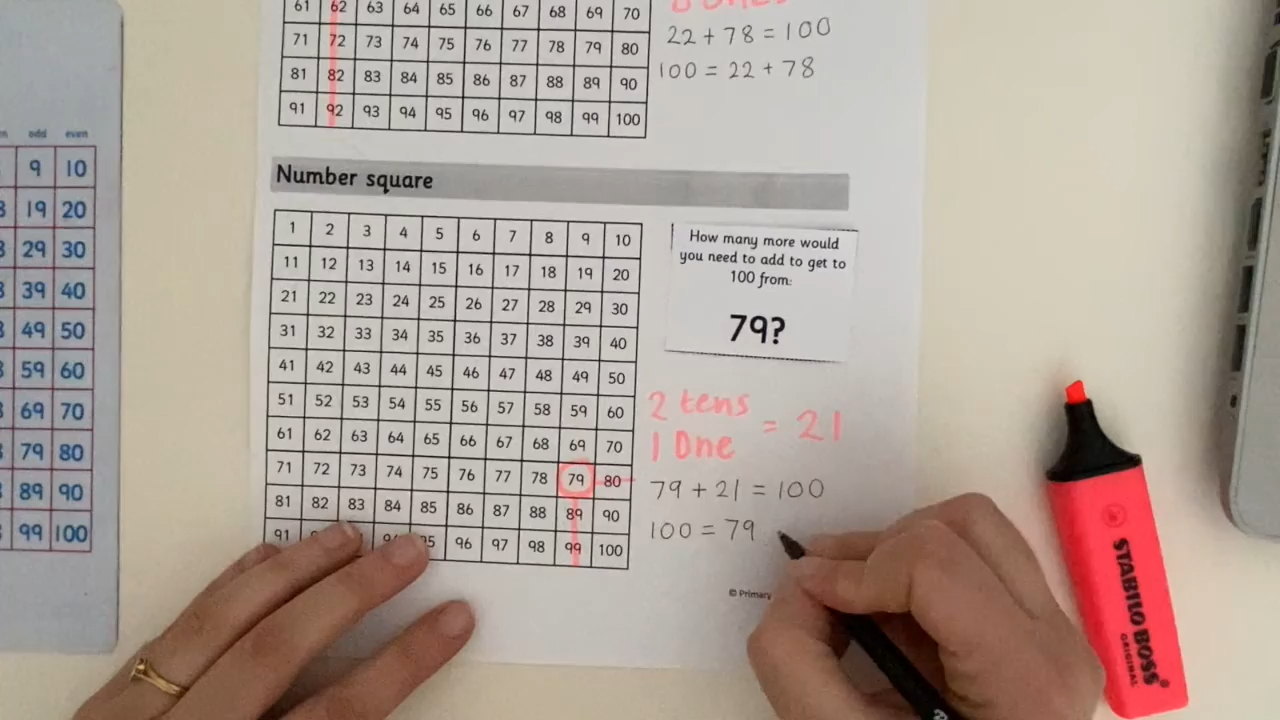 61 62 63 64 65 66 67 68 69 70
71 72 73 74 75 76 77 78 79 80
81 82 83 84 85 86 87 88 89 90
91 92 93 94 95 96 97 98 99 100
22 + 78 = 100
100 = 22 + 78
odd even
9 10
19 20
29 30
39 40
49 50
59 60
69 70
79 80
89 90
99 100
Number square
1 2 3 4 5 6 7 8 9 10
11 12 13 14 15 16 17 18 19 20
21 22 23 24 25 26 27 28 29 30
31 32 33 34 35 36 37 38 39 40
41 42 43 44 45 46 47 48 49 50
51 52 53 54 55 56 57 58 59 60
61 62 63 64 65 66 67 68 69 70
71 72 73 74 75 76 77 78 79 80
81 82 83 84 85 86 87 88 89 90
91 96 97 98 99 100
How many more would
you need to add to get to
100 from:
79?
2 tens
1 One
= 21
79 + 21 = 100
100 = 79
© Primary
STABILO BOSS
ORIGINAL